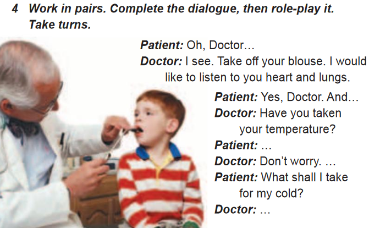 4 Work in pairs. Complete the dialogue, then role-play it.
Take turns.
Patient: Oh, Doctor…
Doctor: I see. Take off your blouse. I would
like to listen to you heart and lungs.
Patient: Yes, Doctor. And…
Doctor: Have you taken
your temperature?
Patient: …
Doctor: Don't worry. …
Patient: What shall I take
for my cold?
Doctor: …